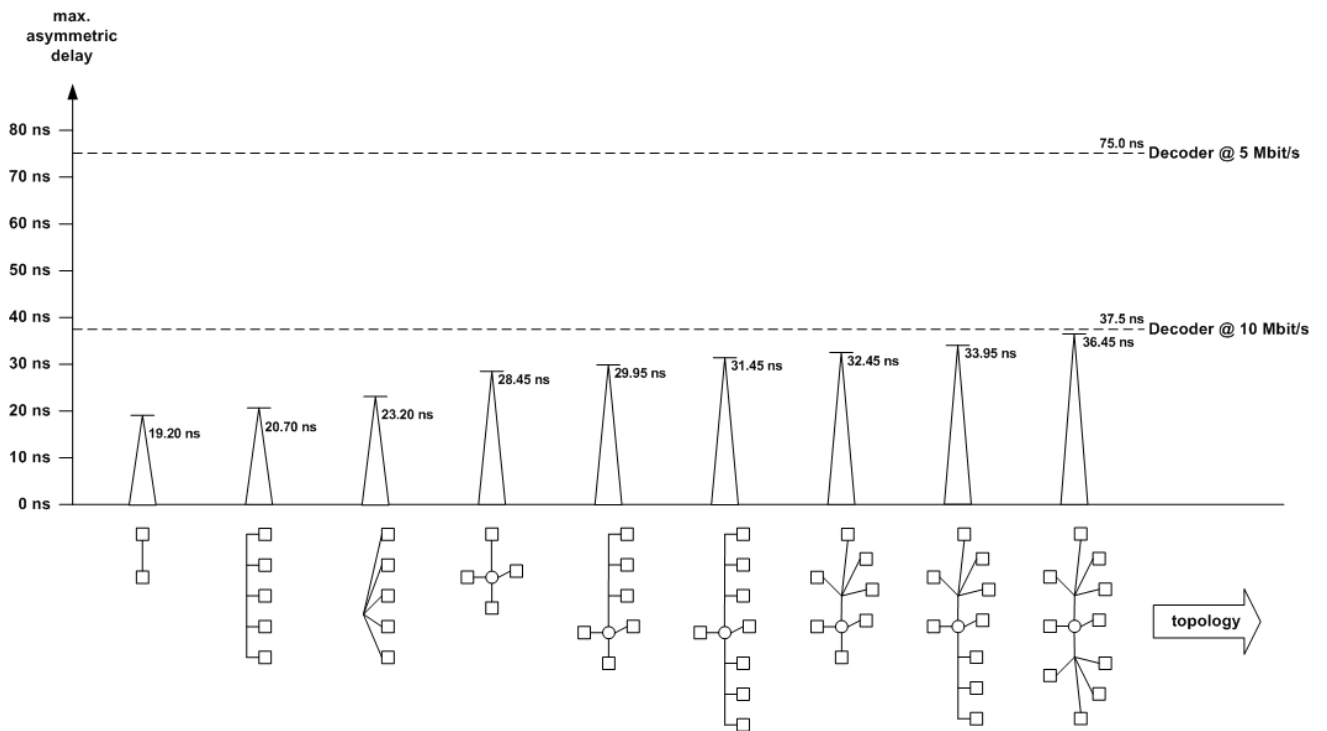 max.
asymmetric
delay
80 ns
75.0 ns
Decoder @ 5 Mbit/s
70 ns
60 ns
50 ns
40 ns
37.5 ns
Decoder @ 10 Mbit/s
36.45 ns
33.95 ns
32.45 ns
31.45 ns
30 ns
29.95 ns
28.45 ns
23.20 ns
20 ns
20.70 ns
19.20 ns
10 ns
0 ns
topology